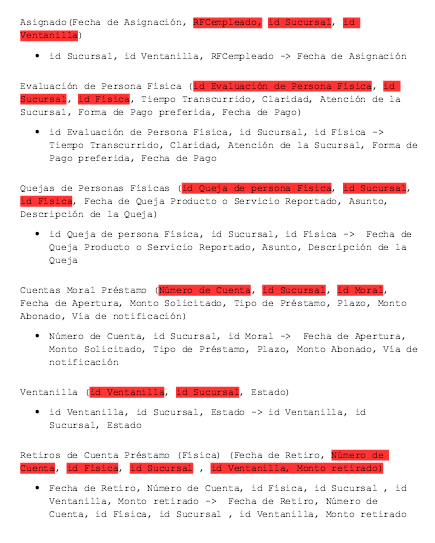 Asignado(Fecha de Asignación, RFCempleado, id Sucursal, id
Ventanilla)
• id Sucursal, id Ventanilla, RFCempleado -> Fecha de Asignación
Evaluación de Persona Física (id Evaluación de Persona Física, id
Sucursal, id Física, Tiempo Transcurrido, Claridad, Atención de la
Sucursal, Forma de Pago preferida, Fecha de Pago)
• id Evaluación de Persona Física, id Sucursal, id Física ->
Tiempo Transcurrido, Claridad, Atención de la Sucursal, Forma de
Pago preferida, Fecha de Pago
Quejas de Personas Físicas (id Queja de persona Física, id Sucursal,
id Física, Fecha de Queja Producto o Servicio Reportado, Asunto,
Descripción de la Queja)
• id Queja de persona Física, id Sucursal, id Física -> Fecha de
Queja Producto o Servicio Reportado, Asunto, Descripción de la
Queja
Cuentas Moral Préstamo (Número de Cuenta, id Sucursal, id Moral,
Fecha de Apertura, Monto Solicitado, Tipo de Préstamo, Plazo, Monto
Abonado, Vía de notificación)
• Número de Cuenta, id Sucursal, id Moral -> Fecha de Apertura,
Monto Solicitado, Tipo de Préstamo, Plazo, Monto Abonado, Vía de
notificación
Ventanilla (id Ventanilla, id Sucursal, Estado)
• id Ventanilla, id Sucursal, Estado -> id Ventanilla, id
Sucursal, Estado
Retiros de Cuenta Préstamo (Física) (Fecha de Retiro, Número de
Cuenta, id Física, id Sucursal , id Ventanilla, Monto retirado)
• Fecha de Retiro, Número de Cuenta, id Física, id Sucursal , id
Ventanilla, Monto retirado -> Fecha de Retiro, Número de
Cuenta, id Física, id Sucursal , id Ventanilla, Monto retirado